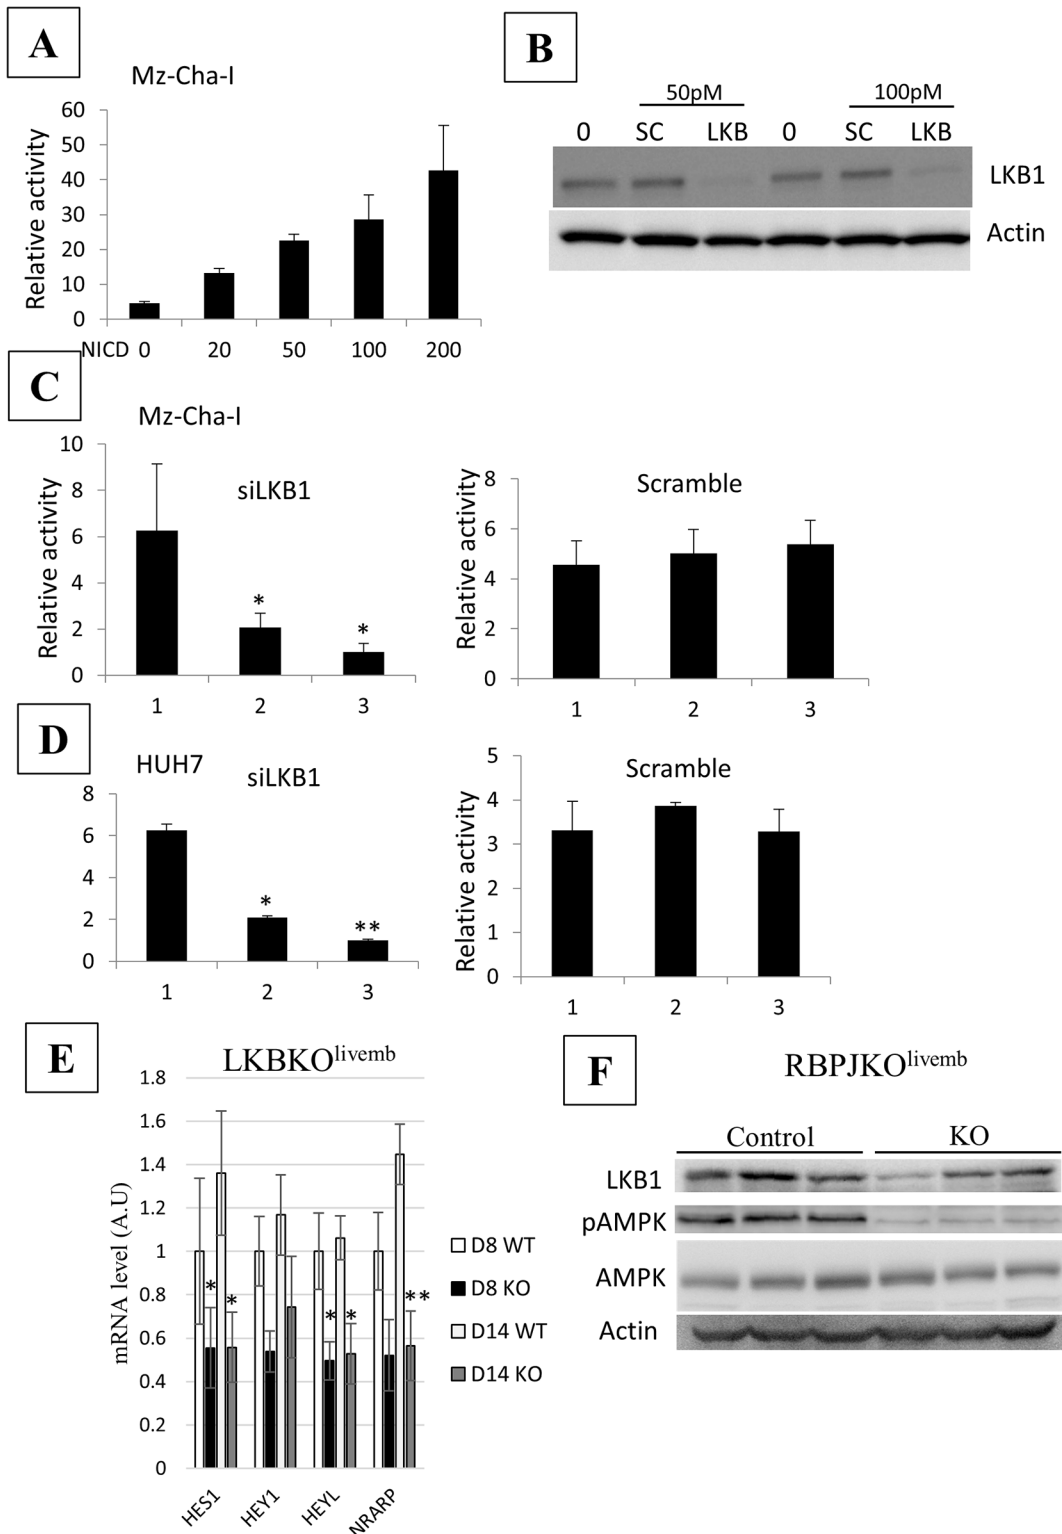 A
Mz-Cha-I
Relative activity
60
50
40
30
20
10
0
NICD 0 20 50 100 200
B
50pM 100pM
0 SC LKB 0 SC LKB
LKB1
Actin
C
Mz-Cha-I
siLKB1
Relative activity
10
8
6
4
2
0
* *
1 2 3
Scramble
Relative activity
8
6
4
2
0
1 2 3
D
HUH7
siLKB1
8
6
4
2
0
* **
1 2 3
Scramble
Relative activity
5
4
3
2
1
0
1 2 3
E
LKBKOlivemb
mRNA level (A.U)
1.8
1.6
1.4
1.2
1
0.8
0.6
0.4
0.2
0
* * * * **
HES1 HEY1 HEYL NRARP
D8 WT
D8 KO
D14 WT
D14 KO
F
RBPJKOlivemb
Control KO
LKB1
pAMPK
AMPK
Actin